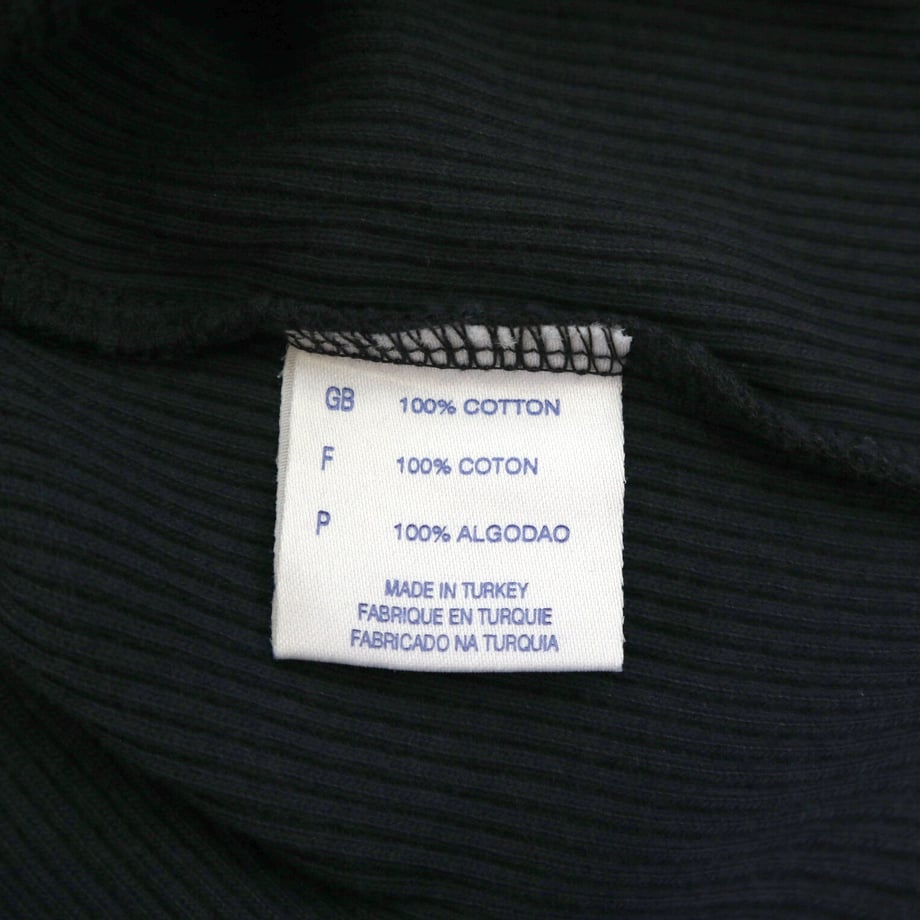 GB 100% COTTON
F 100% COTON
P 100% ALGODAO
MADE IN TURKEY
FABRIQUE EN TURQUIE
FABRICADO NA TURQUIA